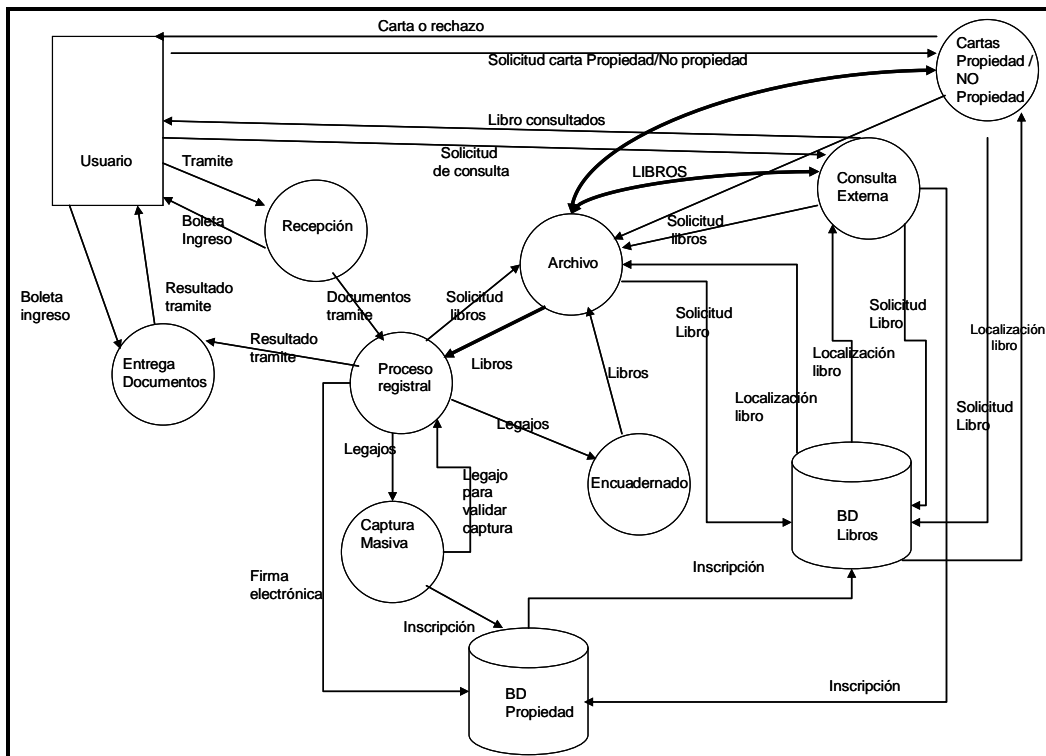 Carta o rechazo
Solicitud carta Propiedad/No propiedad
Cartas
Propiedad /
NO
Propiedad
Libro consultados
Solicitud
de consulta
Usuario
Tramite
LIBROS
Consulta
Externa
Boleta
Ingreso
Recepción
Solicitud
libros
Archivo
Boleta
ingreso
Resultado
tramite
Documentos
tramite
Solicitud
libros
Solicitud
Libro
Solicitud
Libro
Localización
libro
Resultado
tramite
Entrega
Documentos
Proceso
registral
Libros
Libros
Localización
libro
Localización
libro
Solicitud
Libro
Legajos
Legajos
Legajo
para
validar
captura
Encuadernado
BD
Libros
Captura
Masiva
Firma
electrónica
Inscripción
Inscripción
BD
Propiedad
Inscripción